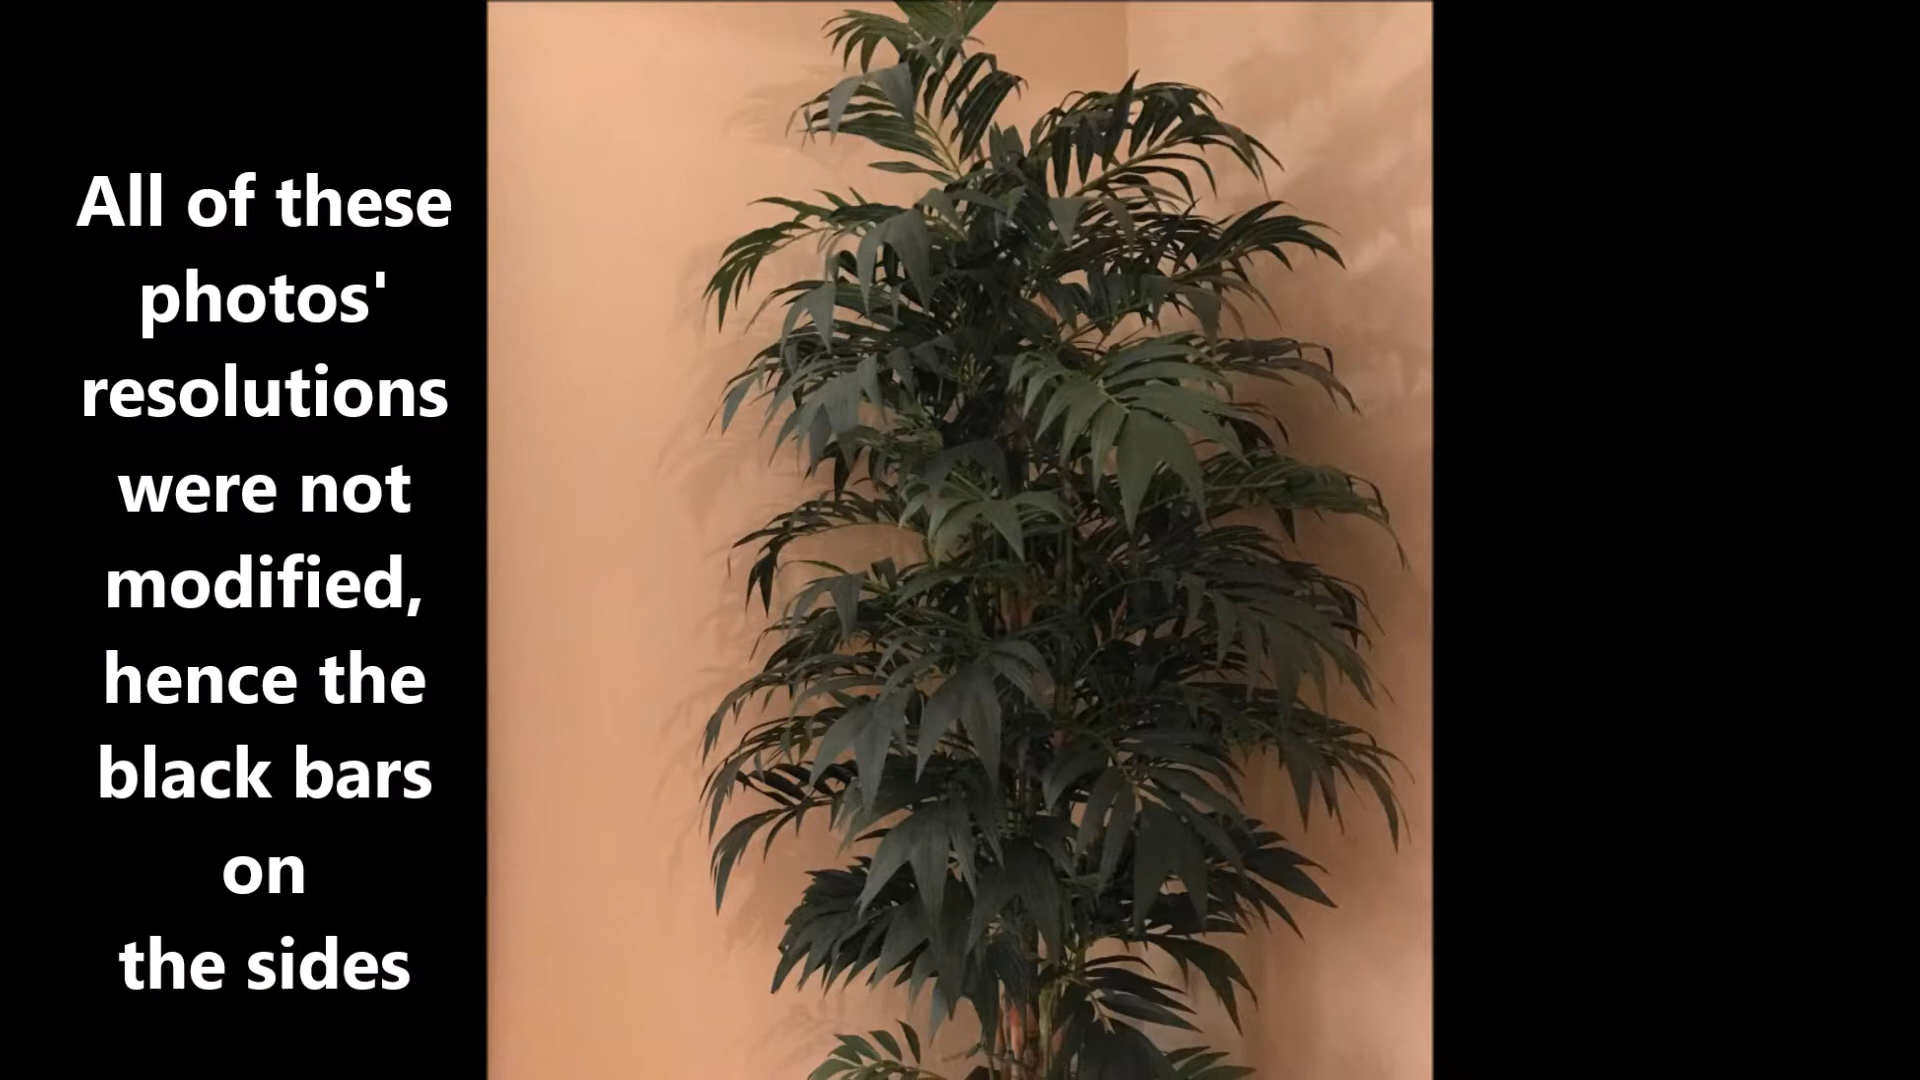 All of these
photos'
resolutions
were not
modified,
hence the
black bars
on
the sides